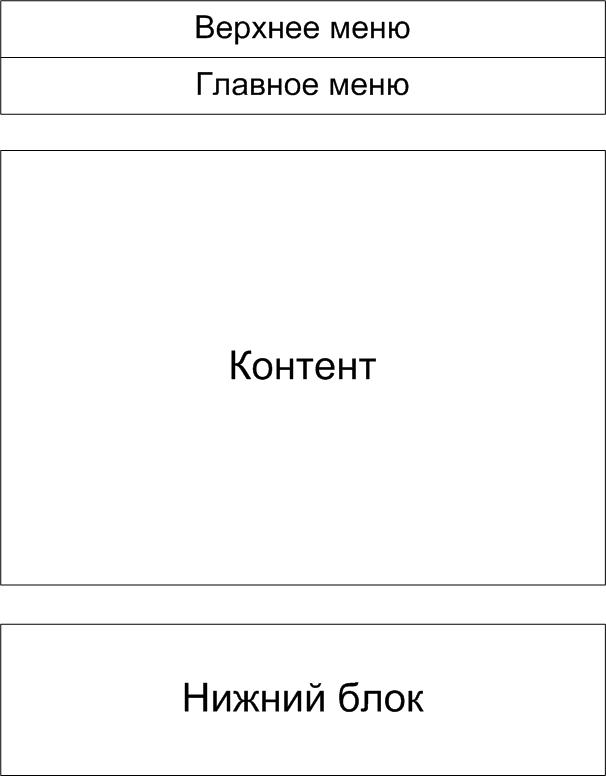 Верхнее меню
Главное меню
Контент
Нижний блок